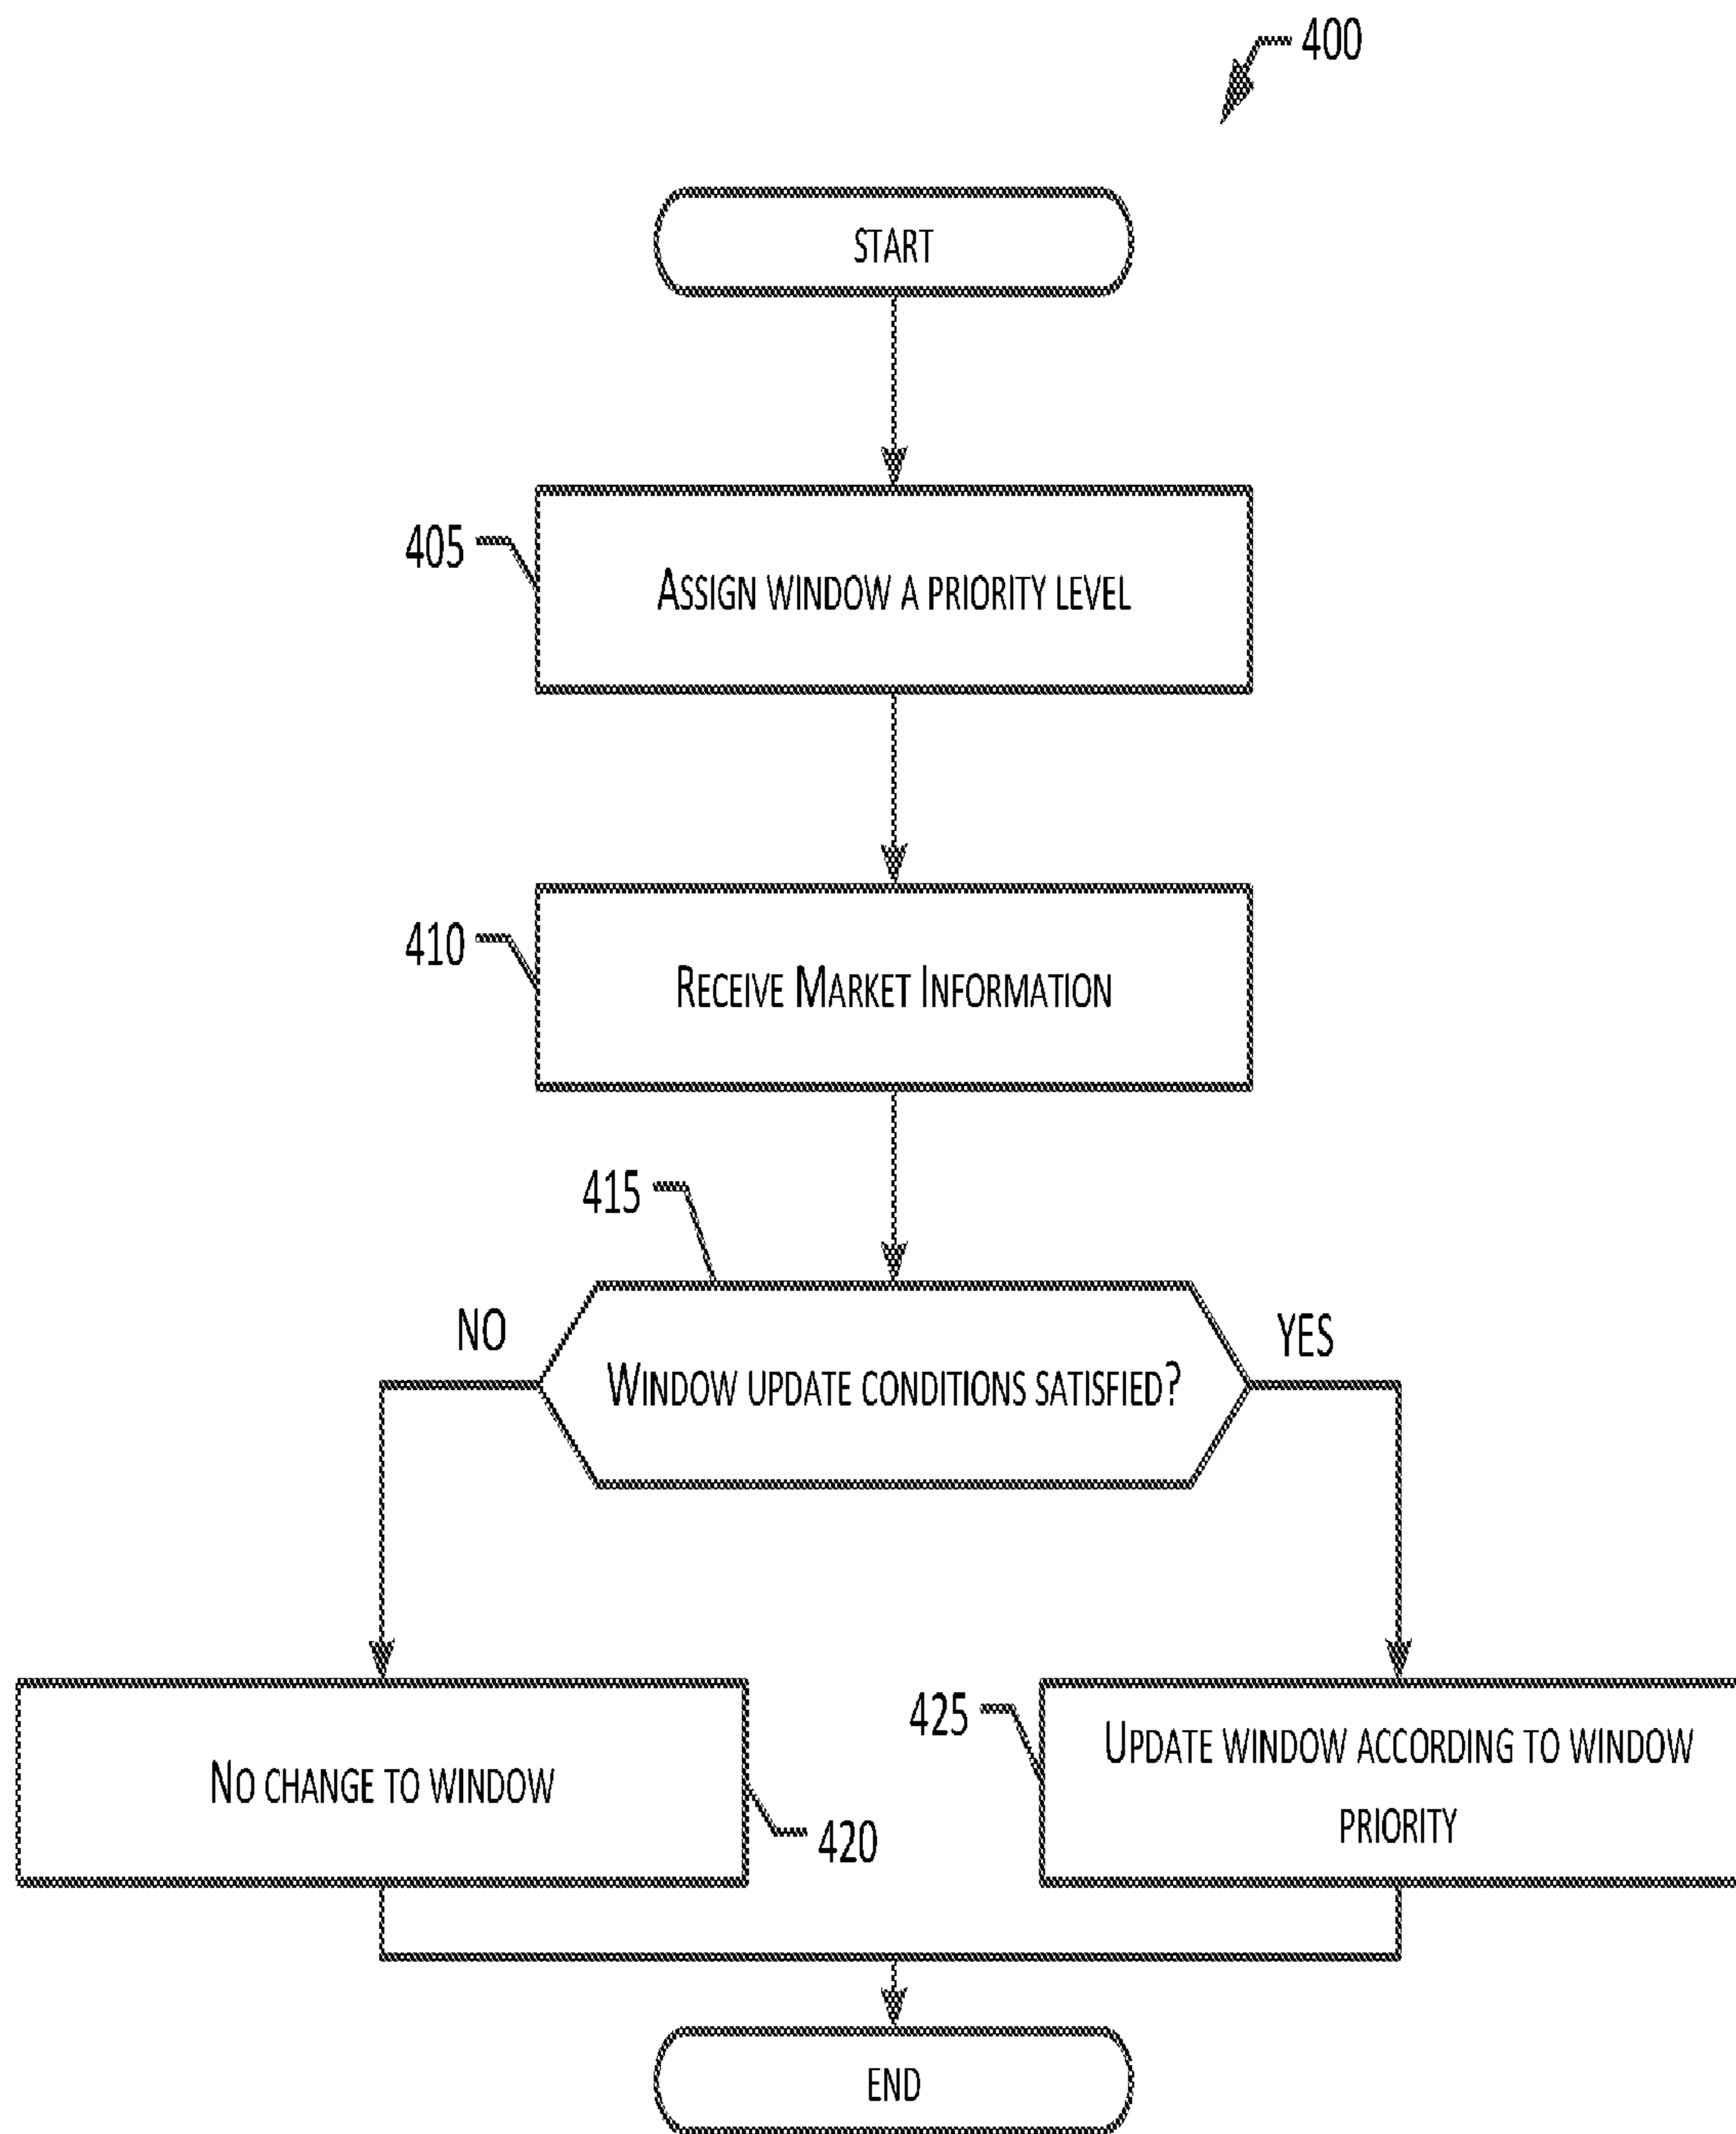 400
START
405
ASSIGN WINDOW A PRIORITY LEVEL
410
RECEIVE MARKET INFORMATION
415
NO
YES
WINDOW UPDATE CONDITIONS SATISFIED?
425
UPDATE WINDOW ACCORDING TO WINDOW
PRIORITY
NO CHANGE TO WINDOW
420
END